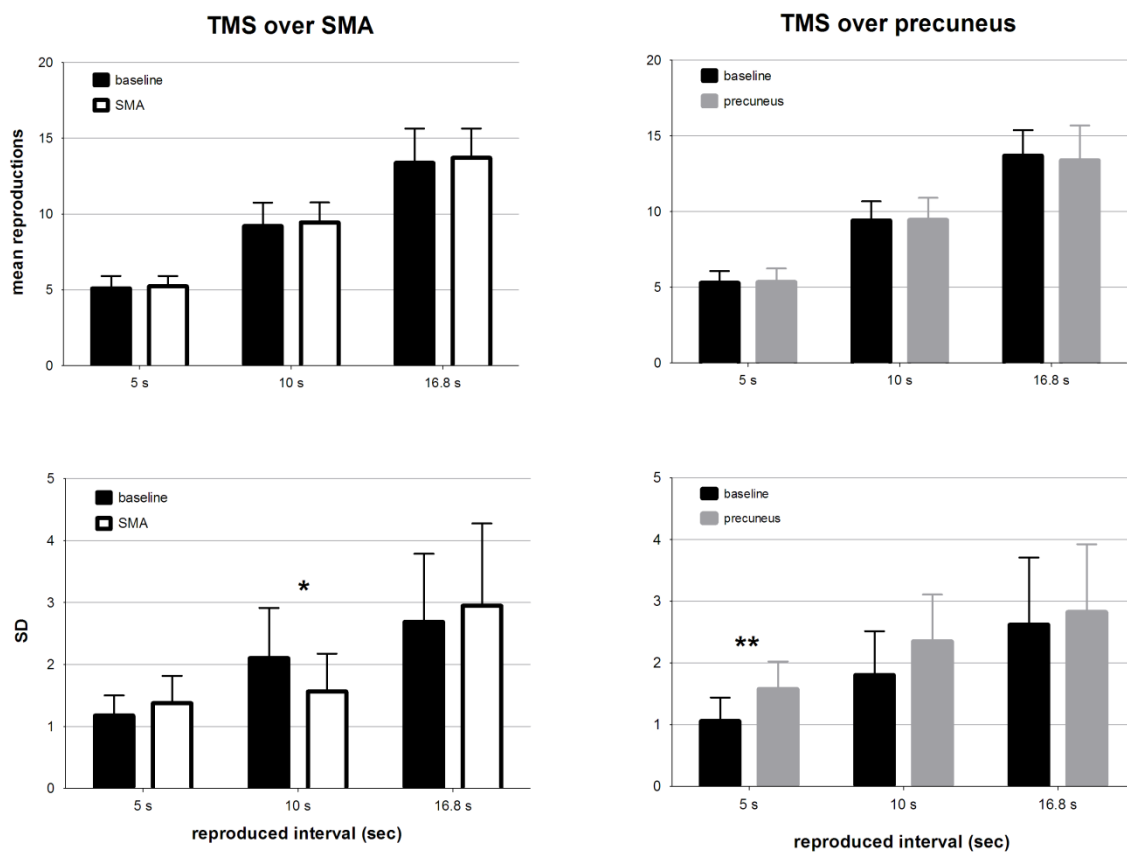 TMS over SMA
20
15
10
5
0
mean reproductions
baseline
SMA
5 s
10 s
16.8 s
TMS over precuneus
20
15
10
5
0
baseline
precuneus
5 s
10 s
16.8 s
5
4
3
2
1
0
SD
baseline
SMA
*
5 s
10 s
16.8 s
reproduced interval (sec)
5
4
3
2
1
0
baseline
precuneus
**
5 s
10 s
16.8 s
reproduced interval (sec)